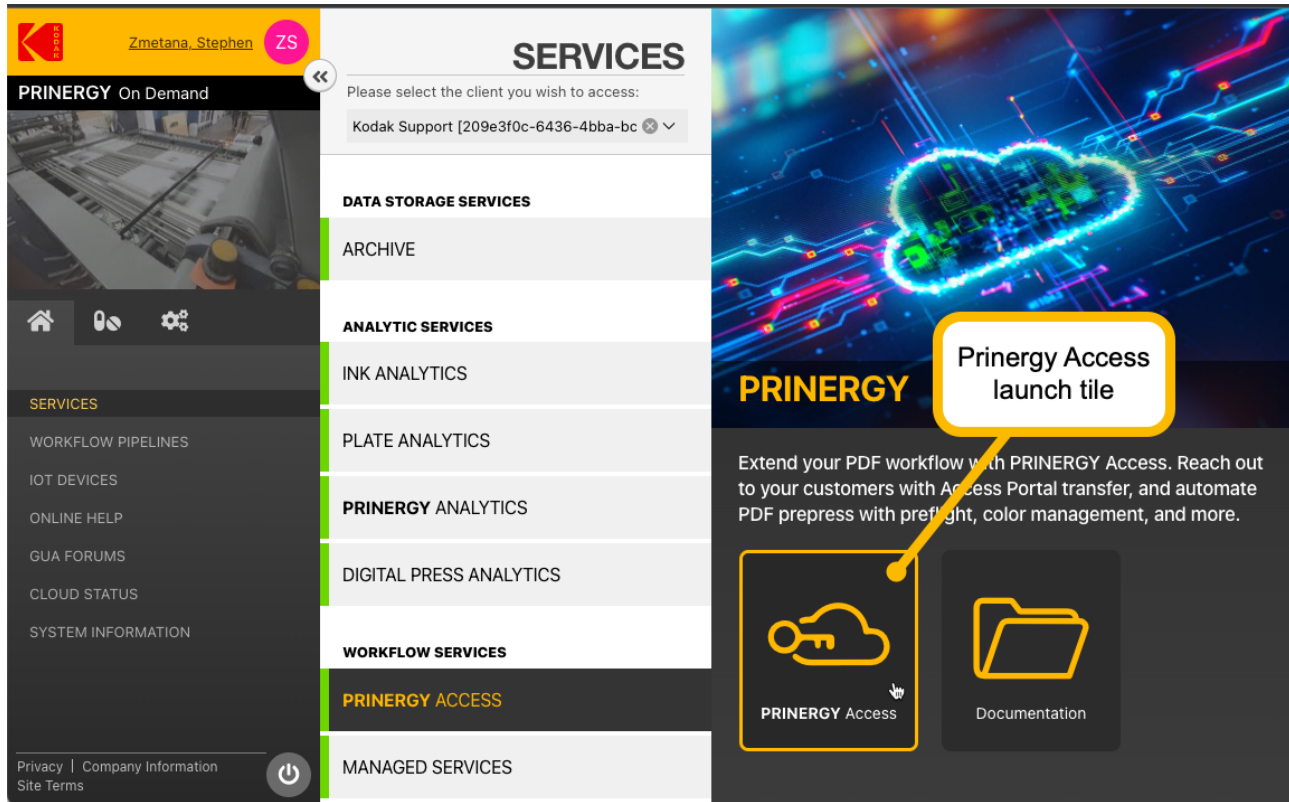 KODAK
Zmetana, Stephen
ZS
PRINERGY On Demand
SERVICES
WORKFLOW PIPELINES
IOT DEVICES
ONLINE HELP
GUA FORUMS
CLOUD STATUS
SYSTEM INFORMATION
Privacy | Company Information
Site Terms
SERVICES
Please select the client you wish to access:
Kodak Support [209e3f0c-6436-4bba-bc
DATA STORAGE SERVICES
ARCHIVE
ANALYTIC SERVICES
INK ANALYTICS
PLATE ANALYTICS
PRINERGY ANALYTICS
DIGITAL PRESS ANALYTICS
WORKFLOW SERVICES
PRINERGY ACCESS
MANAGED SERVICES
PRINERGY
Prinergy Access
launch tile
Extend your PDF workflow with PRINERGY Access. Reach out
to your customers with Access Portal transfer, and automate
PDF prepress with preflight, color management, and more.
PRINERGY Access
Documentation